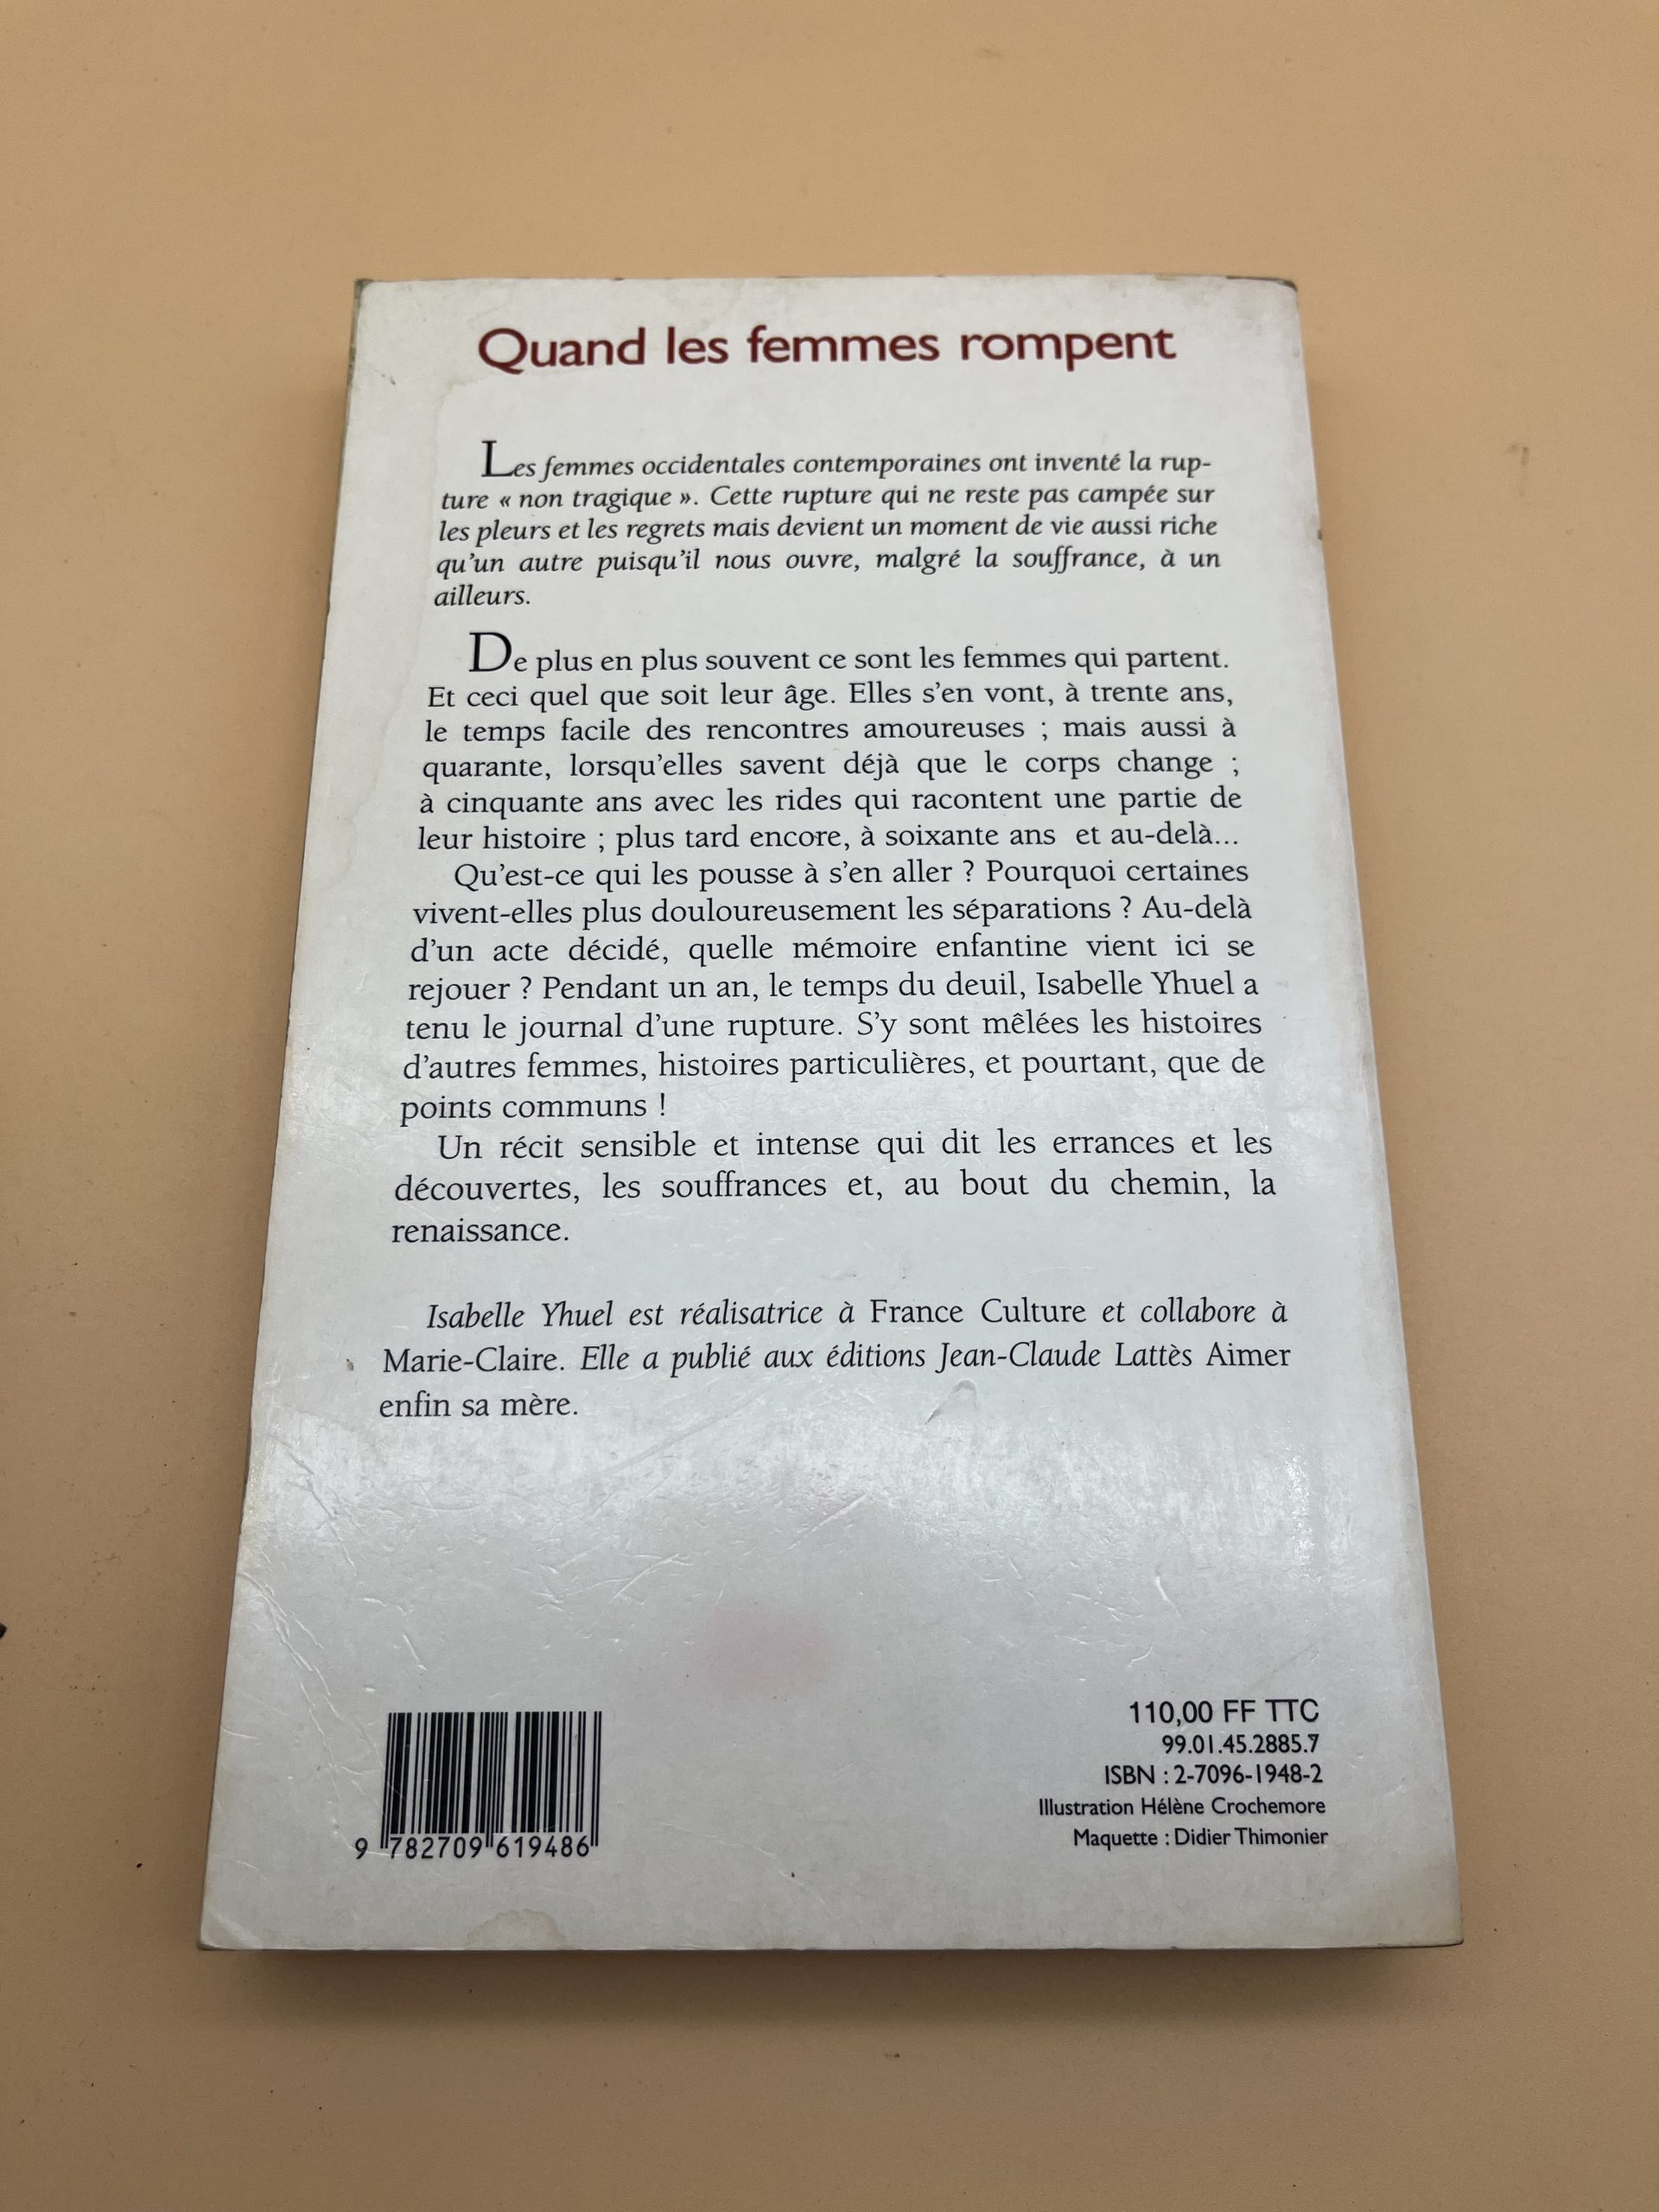 Quand les femmes rompent
Les femmes occidentales contemporaines ont inventé la rup-
ture « non tragique ». Cette rupture qui ne reste pas campée sur
les pleurs et les regrets mais devient un moment de vie aussi riche
qu'un autre puisqu'il nous ouvre, malgré la souffrance, à un
ailleurs.
De plus en plus souvent ce sont les femmes qui partent.
Et ceci quel que soit leur âge. Elles s'en vont, à trente ans,
le temps facile des rencontres amoureuses ; mais aussi à
quarante, lorsqu'elles savent déjà que le corps change ;
à cinquante ans avec les rides qui racontent une partie de
leur histoire ; plus tard encore, à soixante ans et au-delà...
Qu'est-ce qui les pousse à s'en aller ? Pourquoi certaines
vivent-elles plus douloureusement les séparations ? Au-delà
d'un acte décidé, quelle mémoire enfantine vient ici se
rejouer ? Pendant un an, le temps du deuil, Isabelle Yhuel a
tenu le journal d'une rupture. S'y sont mêlées les histoires
d'autres femmes, histoires particulières, et pourtant, que de
points communs !
Un récit sensible et intense qui dit les errances et les
découvertes, les souffrances et, au bout du chemin, la
renaissance.
Isabelle Yhuel est réalisatrice à France Culture et collabore à
Marie-Claire. Elle a publié aux éditions Jean-Claude Lattès Aimer
enfin sa mère.
110,00 FF TTC
99.01.45.2885.7
ISBN : 2-7096-1948-2
Illustration Hélène Crochemore
Maquette : Didier Thimonier
9 782709 619486